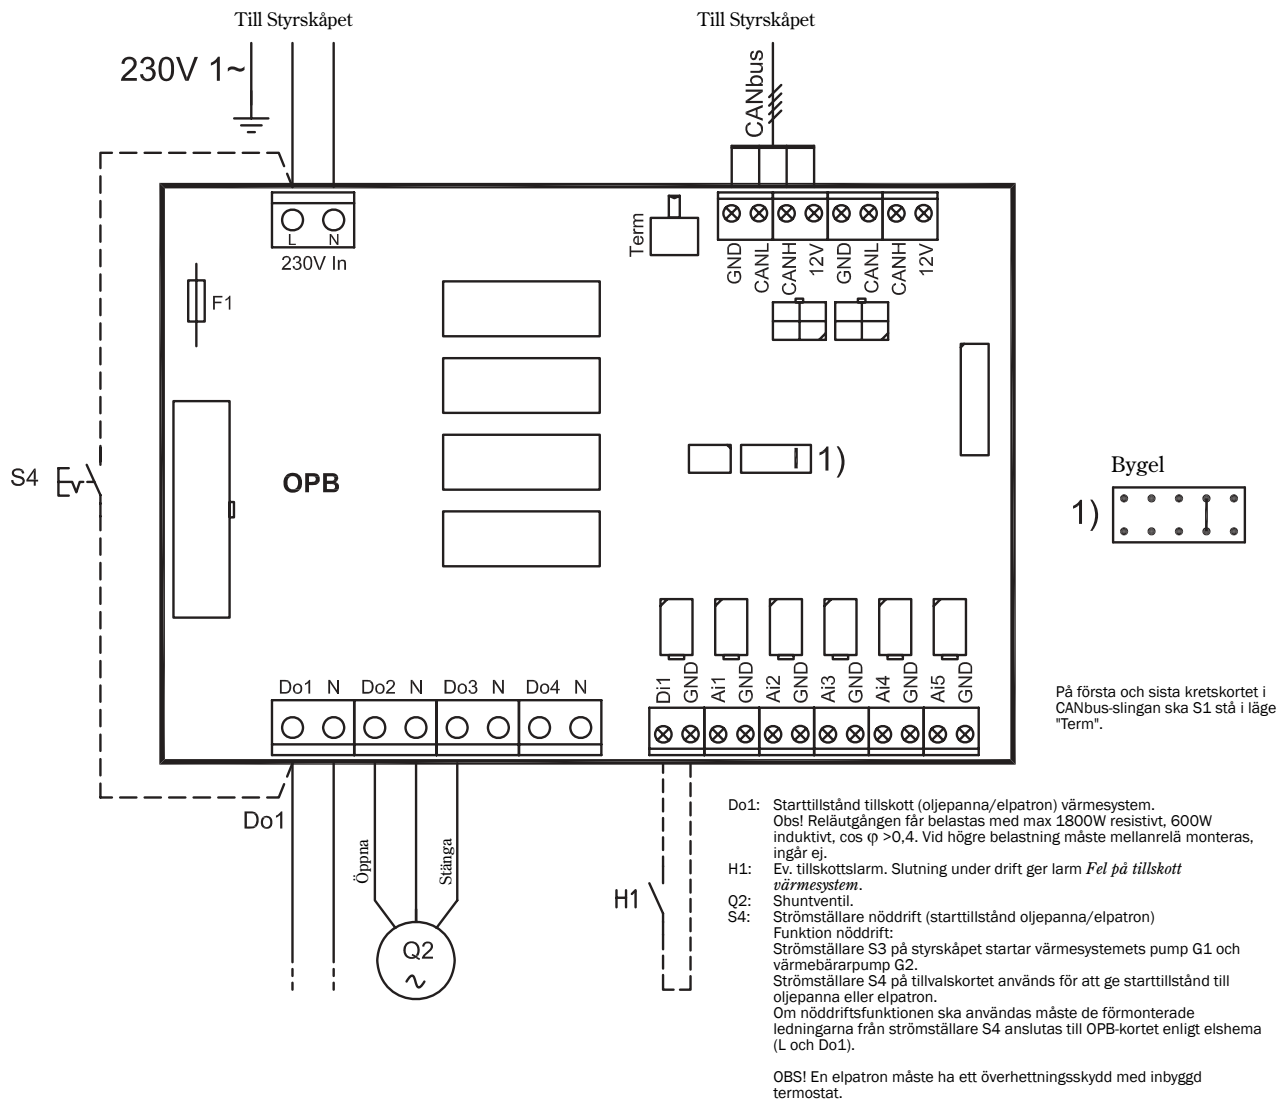 Till Styrskåpet
Till Styrskåpet
230V 1~
CANbus
L
N
230V In
Term
GND
CANL
CANH
12V
GND
CANL
CANH
12V
F1
S4
OPB
1)
Bygel
1)
Do1 N Do2 N Do3 N Do4 N
Di1
GND
Ai1
GND
Ai2
GND
Ai3
GND
Ai4
GND
Ai5
GND
På första och sista kretskortet i
CANbus-slingan ska S1 stå i läge
"Term".
Do1
Öppna
Stänga
Q2
H1
Do1: Starttillstånd tillskott (oljepanna/elpatron) värmesystem.
Obs! Reläutgången får belastas med max 1800W resistivt, 600W
induktivt, cos φ >0,4. Vid högre belastning måste mellanrelä monteras,
ingår ej.
H1: Ev. tillskottslarm. Slutning under drift ger larm Fel på tillskott
värmesystem.
Q2: Shuntventil.
S4: Strömställare nöddrift (starttillstånd oljepanna/elpatron)
Funktion nöddrift:
Strömställare S3 på styrskåpet startar värmesystemets pump G1 och
värmebärarpump G2.
Strömställare S4 på tillvalskortet används för att ge starttillstånd till
oljepanna eller elpatron.
Om nöddriftsfunktionen ska användas måste de förmonterade
ledningarna från strömställare S4 anslutas till OPB-kortet enligt elshema
(L och Do1).
OBS! En elpatron måste ha ett överhettningsskydd med inbyggd
termostat.